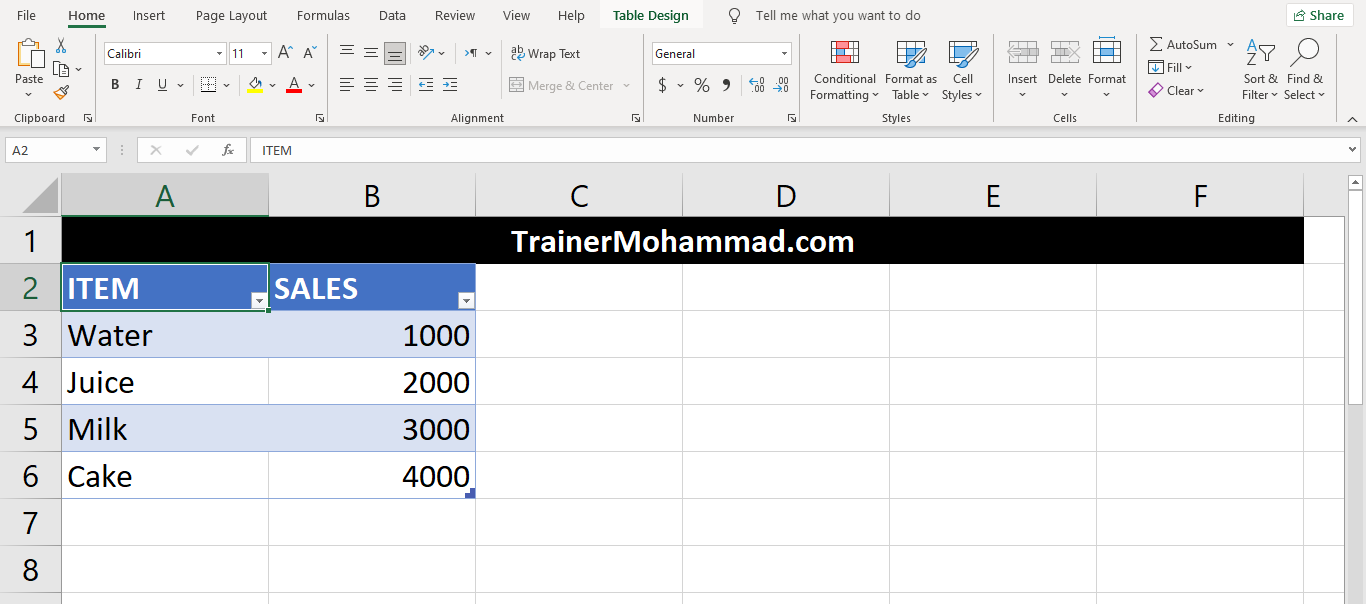 File Home Insert Page Layout Formulas Data Review View Help Table Design Tell me what you want to do Share
Calibri 11 Wrap Text General AutoSum
Paste B I U A Merge & Center $ % Conditional Formatting Format as Table Cell Styles Insert Delete Format Fill Clear Sort & Filter Find & Select
Clipboard Font Alignment Number Styles Cells Editing
A2 fx ITEM
A B C D E F
1 TrainerMohammad.com
2 ITEM SALES
3 Water 1000
4 Juice 2000
5 Milk 3000
6 Cake 4000
7
8